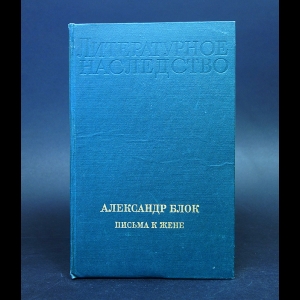 ЛИТЕРАТУРНОЕ
НАСЛЕДСТВО
АЛЕКСАНДР БЛОК
ПИСЬМА К ЖЕНЕ